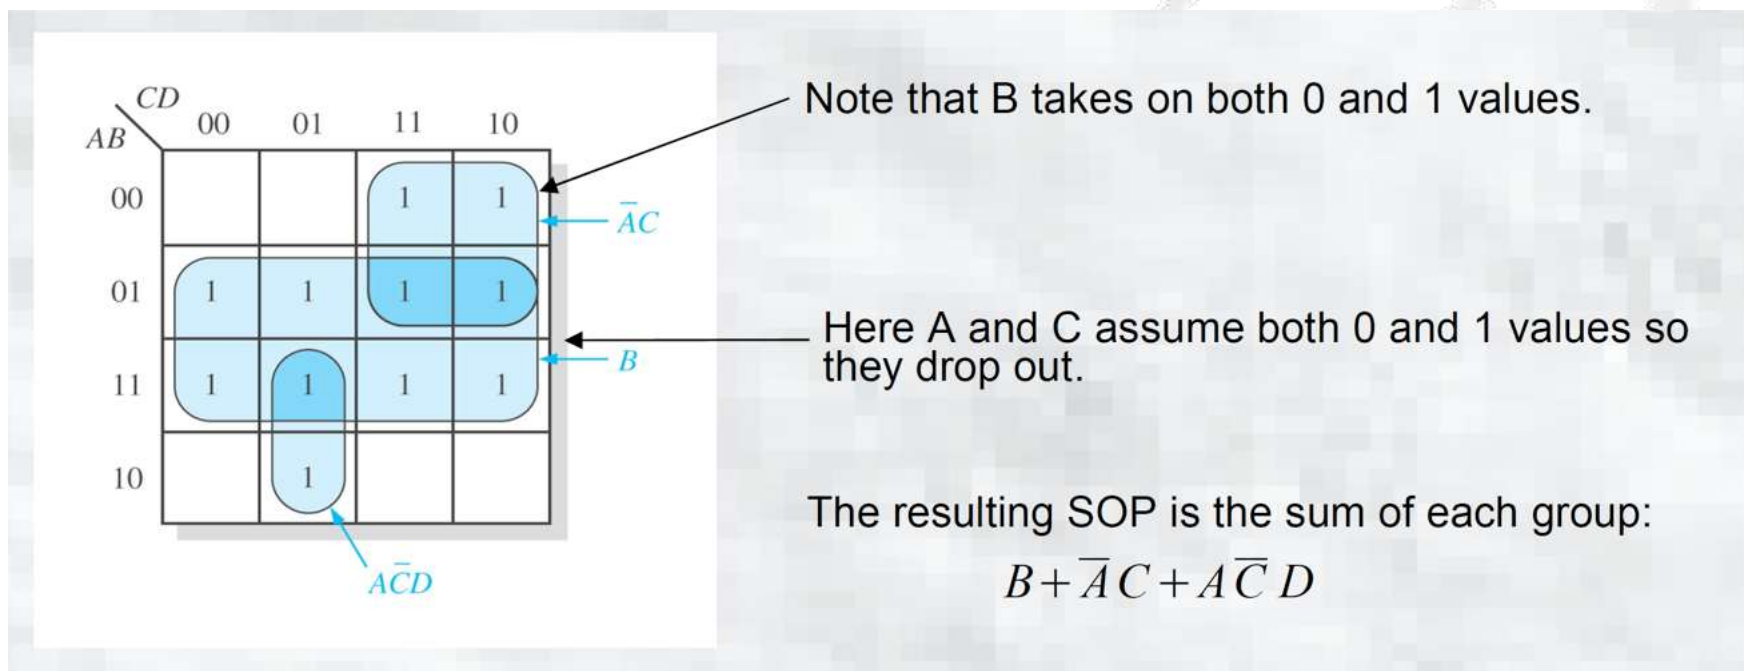 CD
AB
00 01 11 10
00 1 1
A̅C
01 1 1 1 1
B
11 1 1 1 1
10 1
AC̅D
Note that B takes on both 0 and 1 values.
Here A and C assume both 0 and 1 values so
they drop out.
The resulting SOP is the sum of each group:
B+A̅C+AC̅D